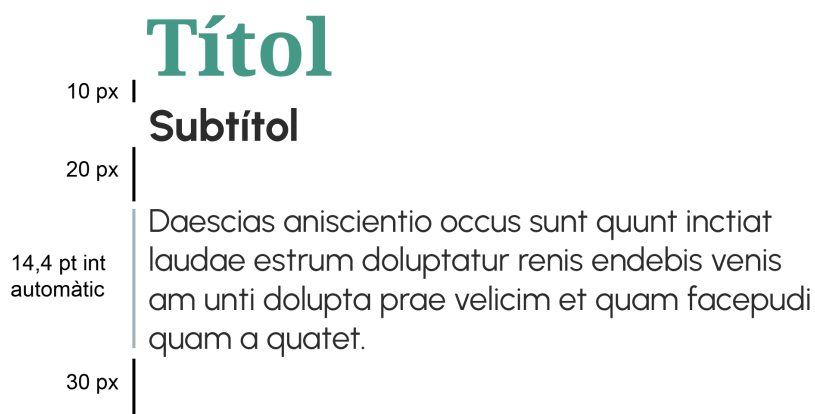 Títol
10 px
Subtítol
20 px
Daescias aniscientio occus sunt quunt inctiat
laudae estrum doluptatur renis endebis venis
14,4 pt int
automàtic
am unti dolupta prae velicim et quam facepudi
quam a quatet.
30 px